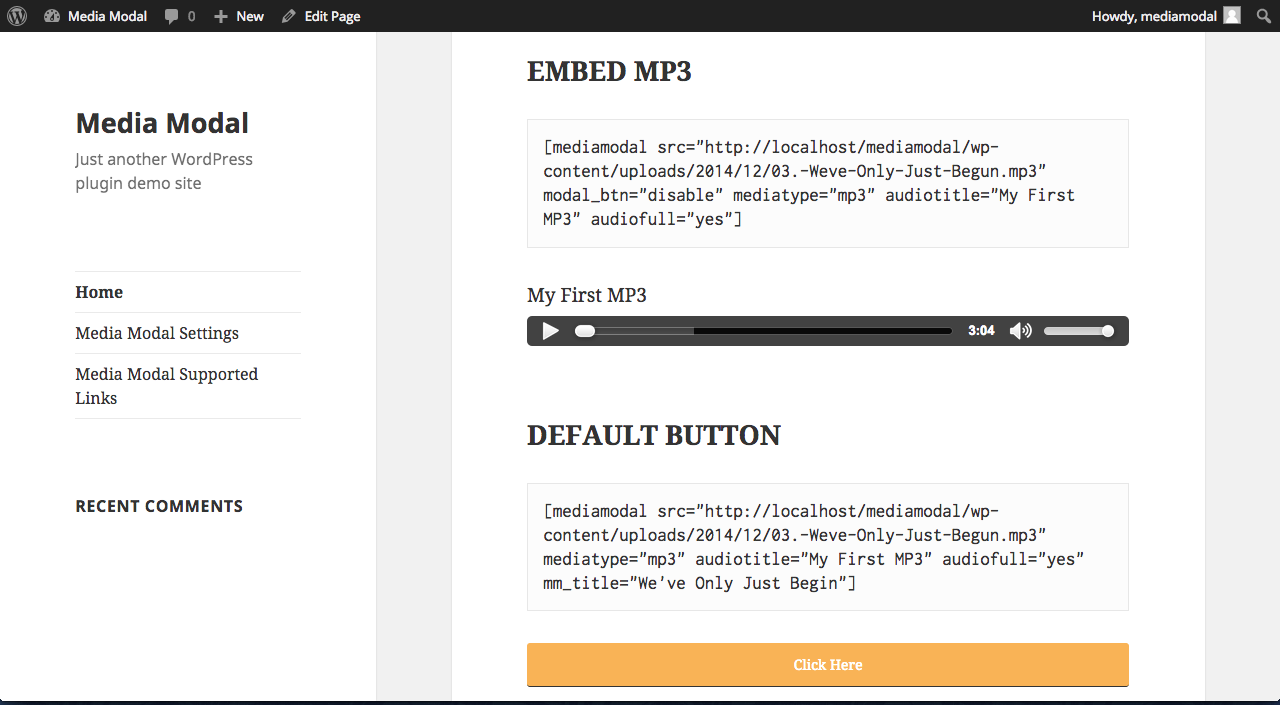 Media Modal 0 New Edit Page Howdy, mediamodal
Media Modal
Just another WordPress
plugin demo site
Home
Media Modal Settings
Media Modal Supported
Links
RECENT COMMENTS
EMBED MP3
[mediamodal src="http://localhost/mediamodal/wp-
content/uploads/2014/12/03.-Weve-Only-Just-Begun.mp3"
modal_btn="disable" mediatype="mp3" audiotitle="My First
MP3" audiofull="yes"]
My First MP3
3:04
DEFAULT BUTTON
[mediamodal src="http://localhost/mediamodal/wp-
content/uploads/2014/12/03.-Weve-Only-Just-Begun.mp3"
mediatype="mp3" audiotitle="My First MP3" audiofull="yes"
mm_title="We've Only Just Begin"]
Click Here